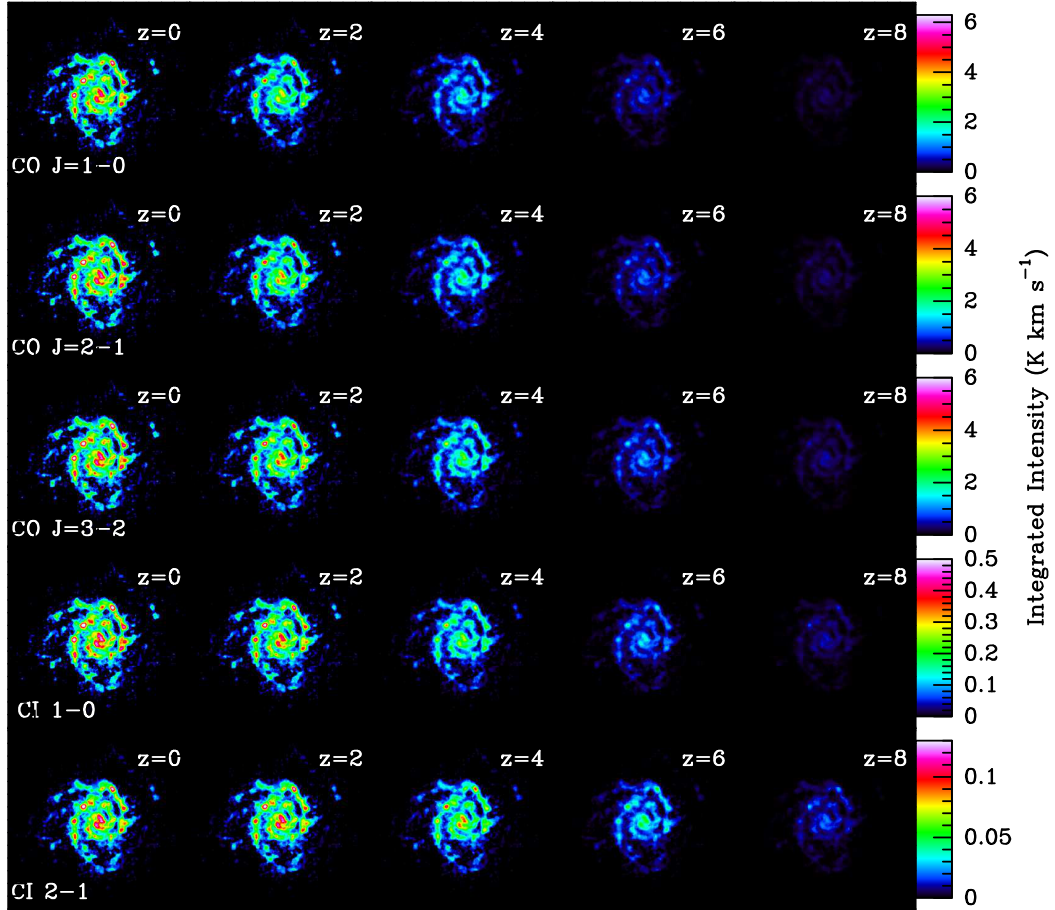 z=0 z=2 z=4 z=6 z=8
6
4
2
0
CO J=1-0
z=0 z=2 z=4 z=6 z=8
6
4
2
0
CO J=2-1
z=0 z=2 z=4 z=6 z=8
6
4
2
0
CO J=3-2
z=0 z=2 z=4 z=6 z=8
0.5
0.4
0.3
0.2
0.1
0
CI 1-0
z=0 z=2 z=4 z=6 z=8
0.1
0.05
0
CI 2-1
Integrated Intensity (K km s⁻¹)